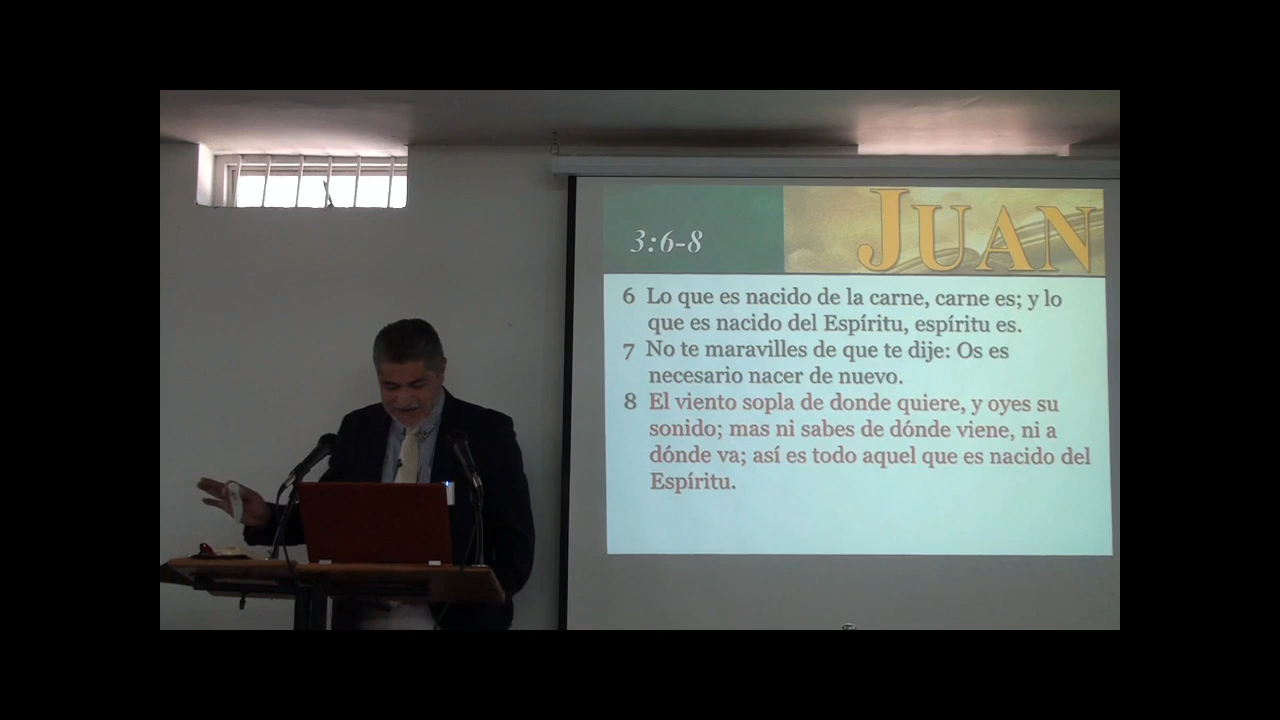 3:6-8
JUAN
6 Lo que es nacido de la carne, carne es; y lo
que es nacido del Espíritu, espíritu es.
7 No te maravilles de que te dije: Os es
necesario nacer de nuevo.
8 El viento sopla de donde quiere, y oyes su
sonido; mas ni sabes de dónde viene, ni a
dónde va; así es todo aquel que es nacido del
Espíritu.